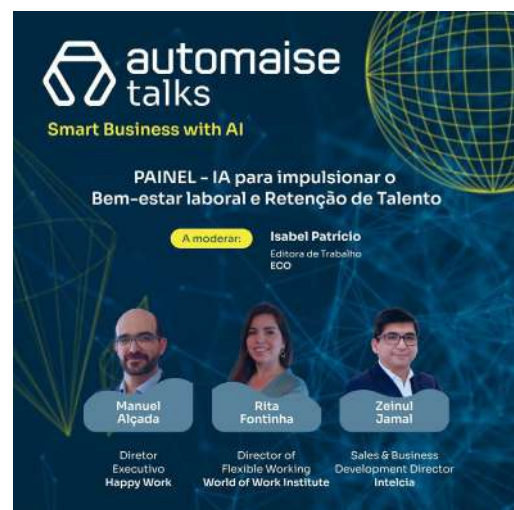 automaise
talks
Smart Business with AI
PAINEL - IA para impulsionar o
Bem-estar laboral e Retenção de Talento
A moderar:
Isabel Patrício
Editora de Trabalho
ECO
Manuel
Alçada
Rita
Fontinha
Zeinul
Jamal
Diretor
Executivo
Happy Work
Director of
Flexible Working
World of Work Institute
Sales & Business
Development Director
Intelcia